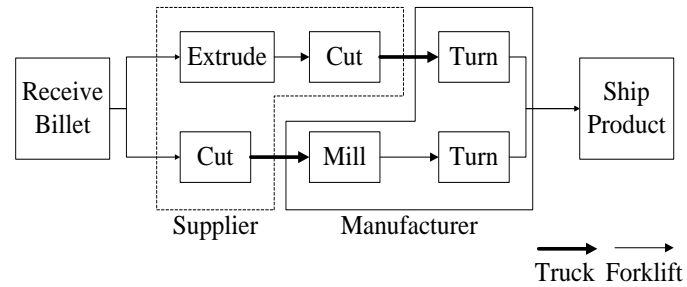 Extrude
Cut
Turn
Receive
Billet
Ship
Product
Cut
Mill
Turn
Supplier
Manufacturer
Truck Forklift